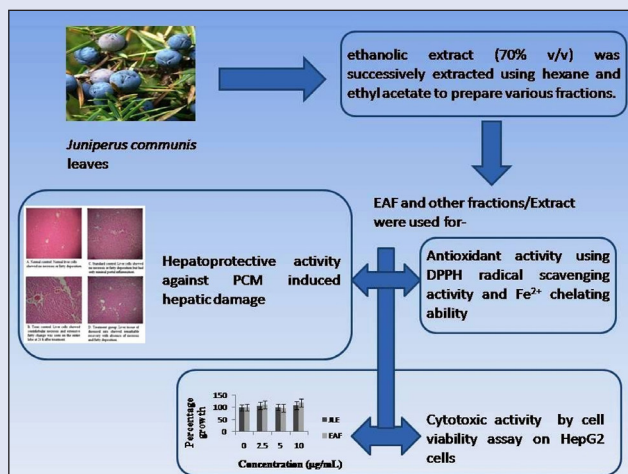 ethanolic extract (70% v/v) was
successively extracted using hexane and
ethyl acetate to prepare various fractions.
Juniperus communis
leaves
EAF and other fractions/Extract
were used for-
Hepatoprotective activity
against PCM induced
hepatic damage
Antioxidant activity using
DPPH radical scavenging
activity and Fe²⁺ chelating
ability
Percentage
growth
150
100
50
0
0 2.5 5 10
JLE
EAF
Concentration (µg/mL)
Cytotoxic activity by cell
viability assay on HepG2
cells